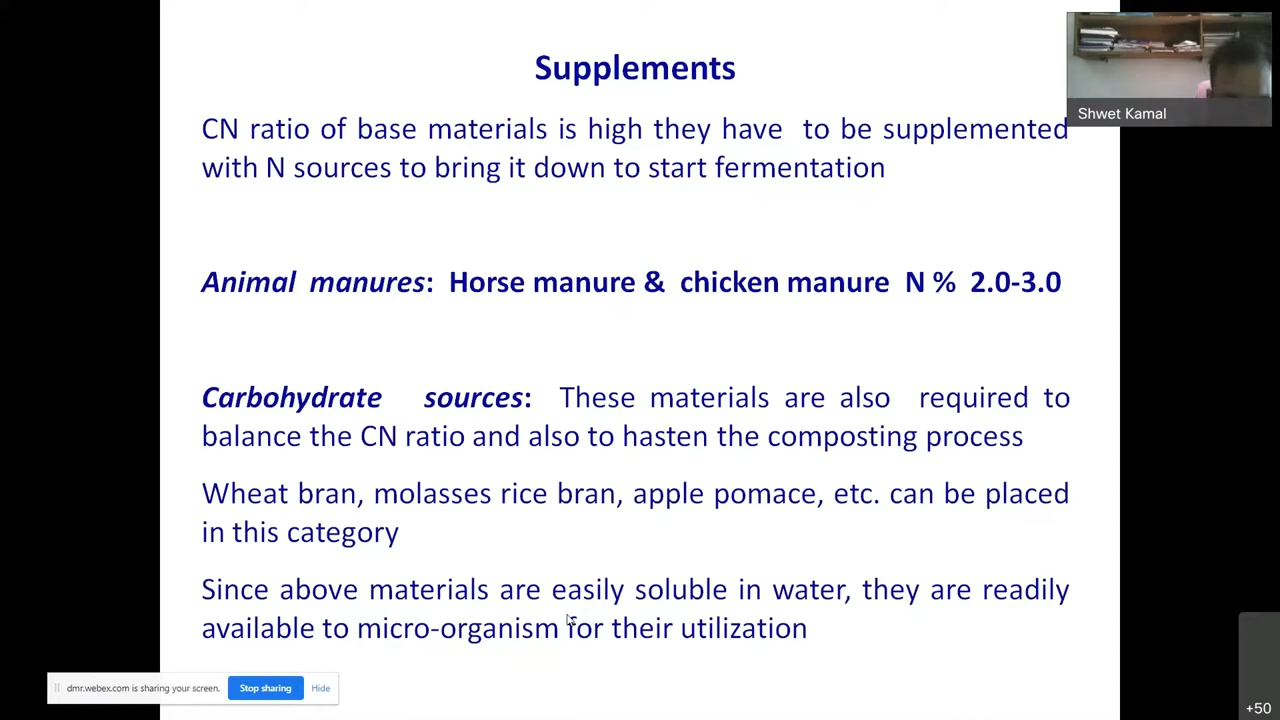 Supplements
Shwet Kamal
CN ratio of base materials is high they have to be supplemented
with N sources to bring it down to start fermentation
Animal manures: Horse manure & chicken manure N % 2.0-3.0
Carbohydrate sources: These materials are also required to
balance the CN ratio and also to hasten the composting process
Wheat bran, molasses rice bran, apple pomace, etc. can be placed
in this category
Since above materials are easily soluble in water, they are readily
available to micro-organism for their utilization
dmr.webex.com is sharing your screen. Stop sharing Hide
+50